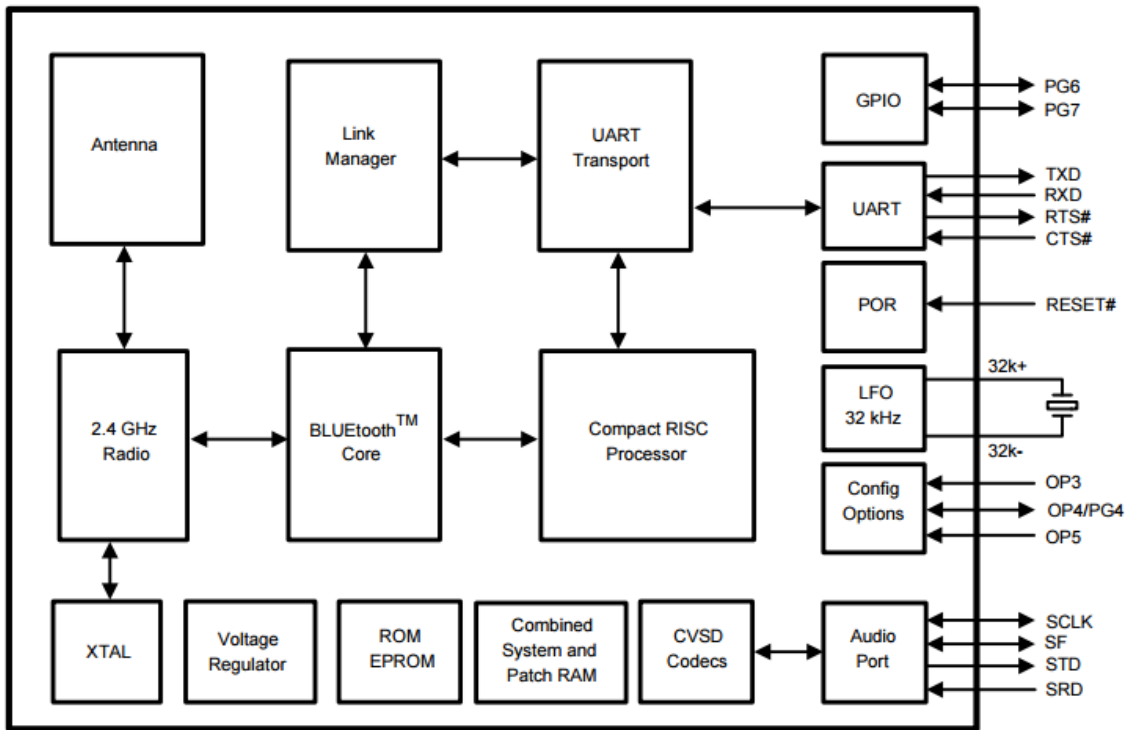 Antenna
Link
Manager
UART
Transport
GPIO
PG6
PG7
UART
TXD
RXD
RTS#
CTS#
POR
RESET#
2.4 GHz
Radio
BLUEtooth™
Core
Compact RISC
Processor
LFO
32 kHz
32k+
32k-
Config
Options
OP3
OP4/PG4
OP5
XTAL
Voltage
Regulator
ROM
EPROM
Combined
System and
Patch RAM
CVSD
Codecs
Audio
Port
SCLK
SF
STD
SRD